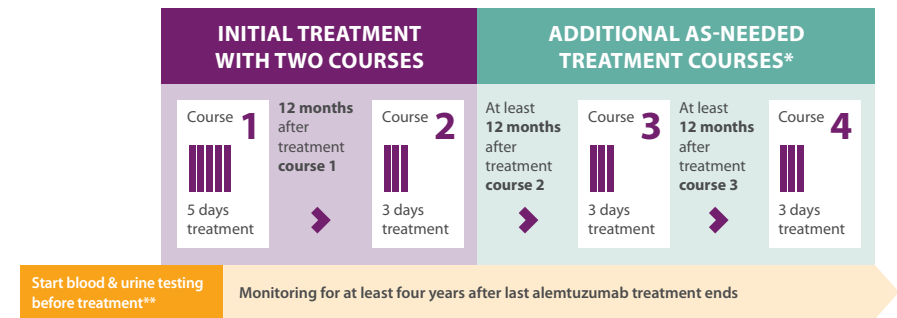 INITIAL TREATMENT
WITH TWO COURSES
ADDITIONAL AS-NEEDED
TREATMENT COURSES*
Course 1
5 days
treatment
12 months
after
treatment
course 1
Course 2
3 days
treatment
At least
12 months
after
treatment
course 2
Course 3
3 days
treatment
At least
12 months
after
treatment
course 3
Course 4
3 days
treatment
Start blood & urine testing
before treatment**
Monitoring for at least four years after last alemtuzumab treatment ends